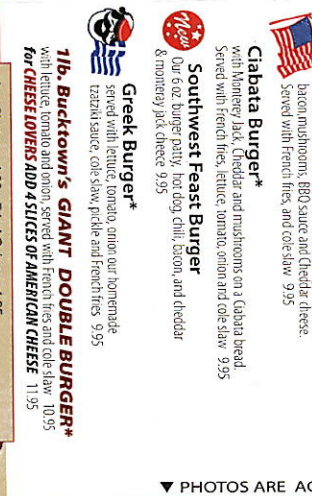 bacon, mushrooms, BBQ sauce and Cheddar cheese.
Served with French fries, and cole slaw 9.95
Ciabata Burger*
with Monterey Jack, Cheddar and mushrooms on a Ciabata bread.
Served with French fries, lettuce, tomato, onion and cole slaw 9.95
New
Southwest Feast Burger
Our 6 oz. burger patty, hot dog, chili, bacon, and cheddar
& monteray jack cheece 9.95
Greek Burger*
served with lettuce, tomato, onion our homemade
tzatziki sauce, cole slaw, pickle and french fries 9.95
1lb. Bucktown's GIANT DOUBLE BURGER*
with lettuce, tomato and onion, served with French fries and cole slaw 10.95
for CHEESE LOVERS ADD 4 SLICES OF AMERICAN CHEESE 11.95
▼ PHOTOS ARE